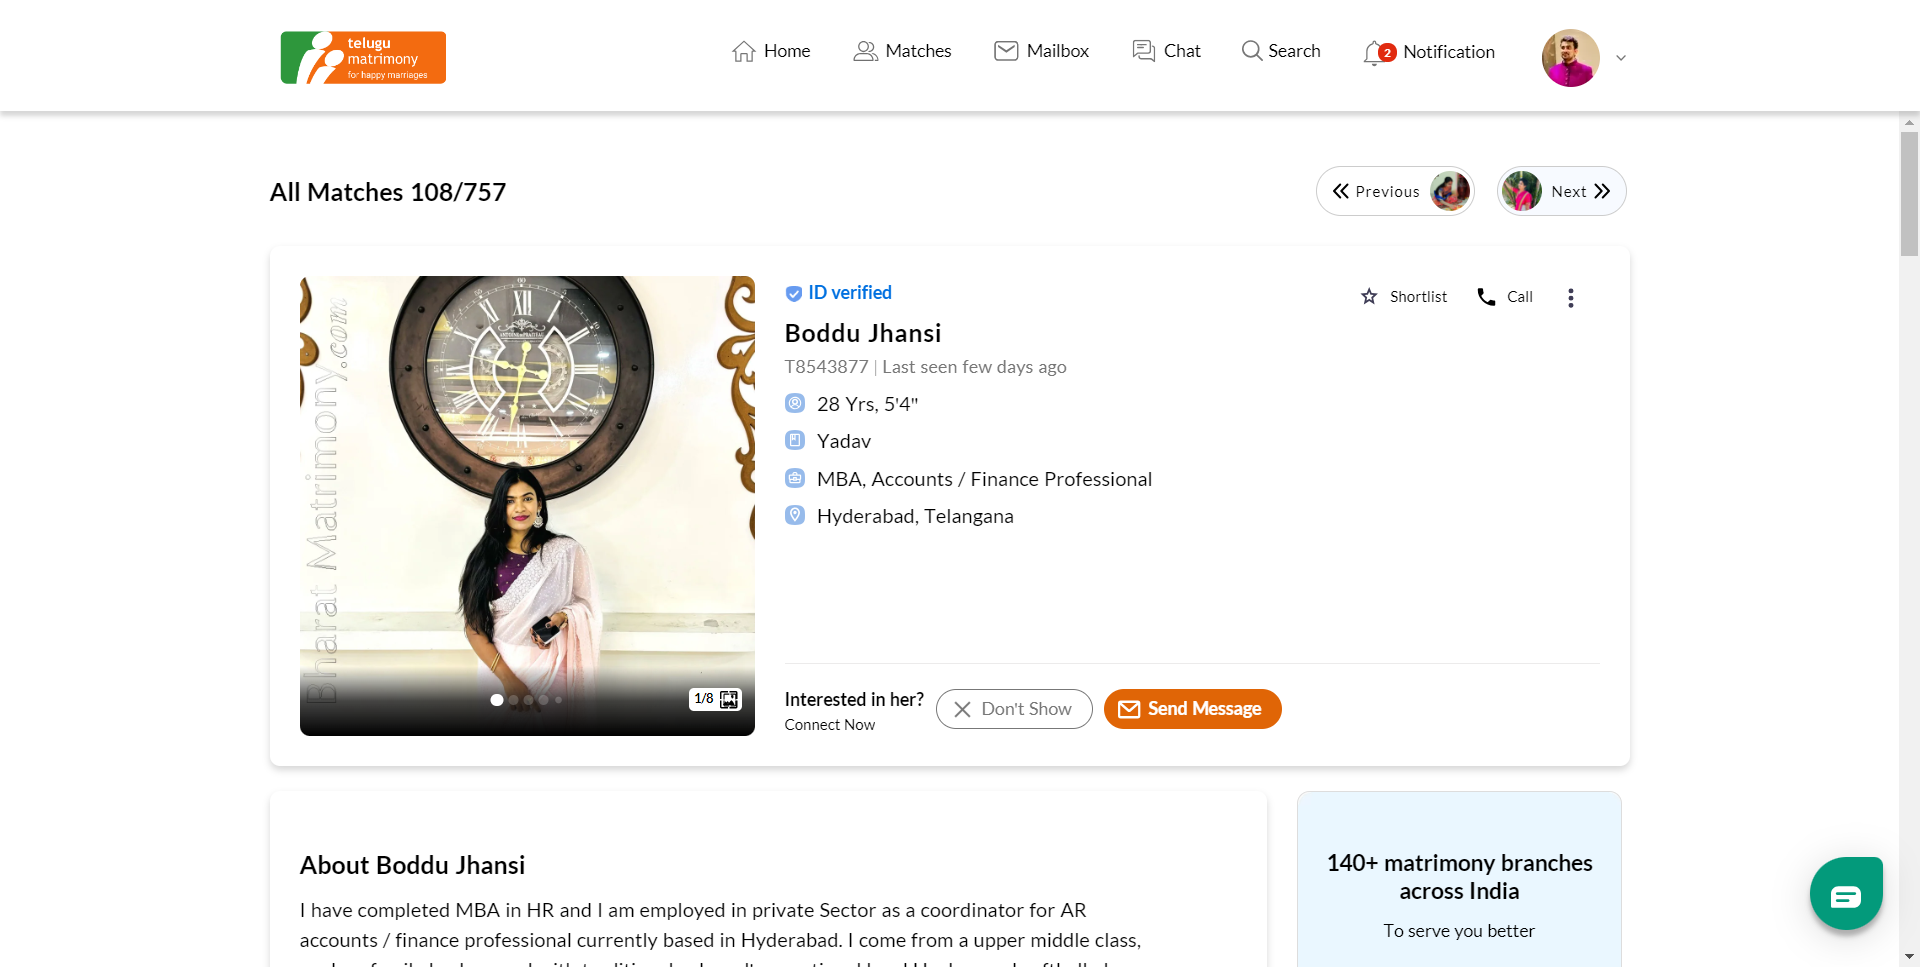 telugu
matrimony
for happy marriages
Home
Matches
Mailbox
Chat
Search
2
Notification
All Matches 108/757
Previous
Next
Bharat Matrimony.com
XII
1/8
ID verified
Shortlist
Call
Boddu Jhansi
T8543877 | Last seen few days ago
28 Yrs, 5'4"
Yadav
MBA, Accounts / Finance Professional
Hyderabad, Telangana
Interested in her?
Connect Now
Don't Show
Send Message
About Boddu Jhansi
I have completed MBA in HR and I am employed in private Sector as a coordinator for AR
accounts / finance professional currently based in Hyderabad. I come from a upper middle class,
140+ matrimony branches
across India
To serve you better